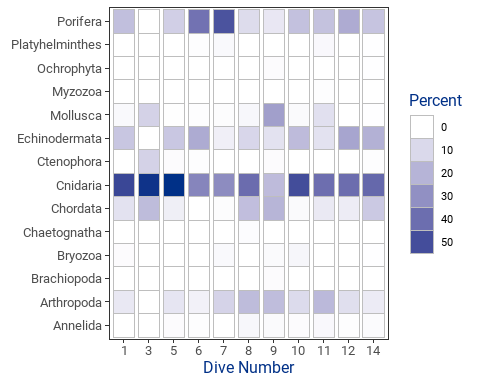 Porifera
Platyhelminthes
Ochrophyta
Myzozoa
Mollusca
Echinodermata
Ctenophora
Cnidaria
Chordata
Chaetognatha
Bryozoa
Brachiopoda
Arthropoda
Annelida
1 3 5 6 7 8 9 10 11 12 14
Dive Number
Percent
0
10
20
30
40
50